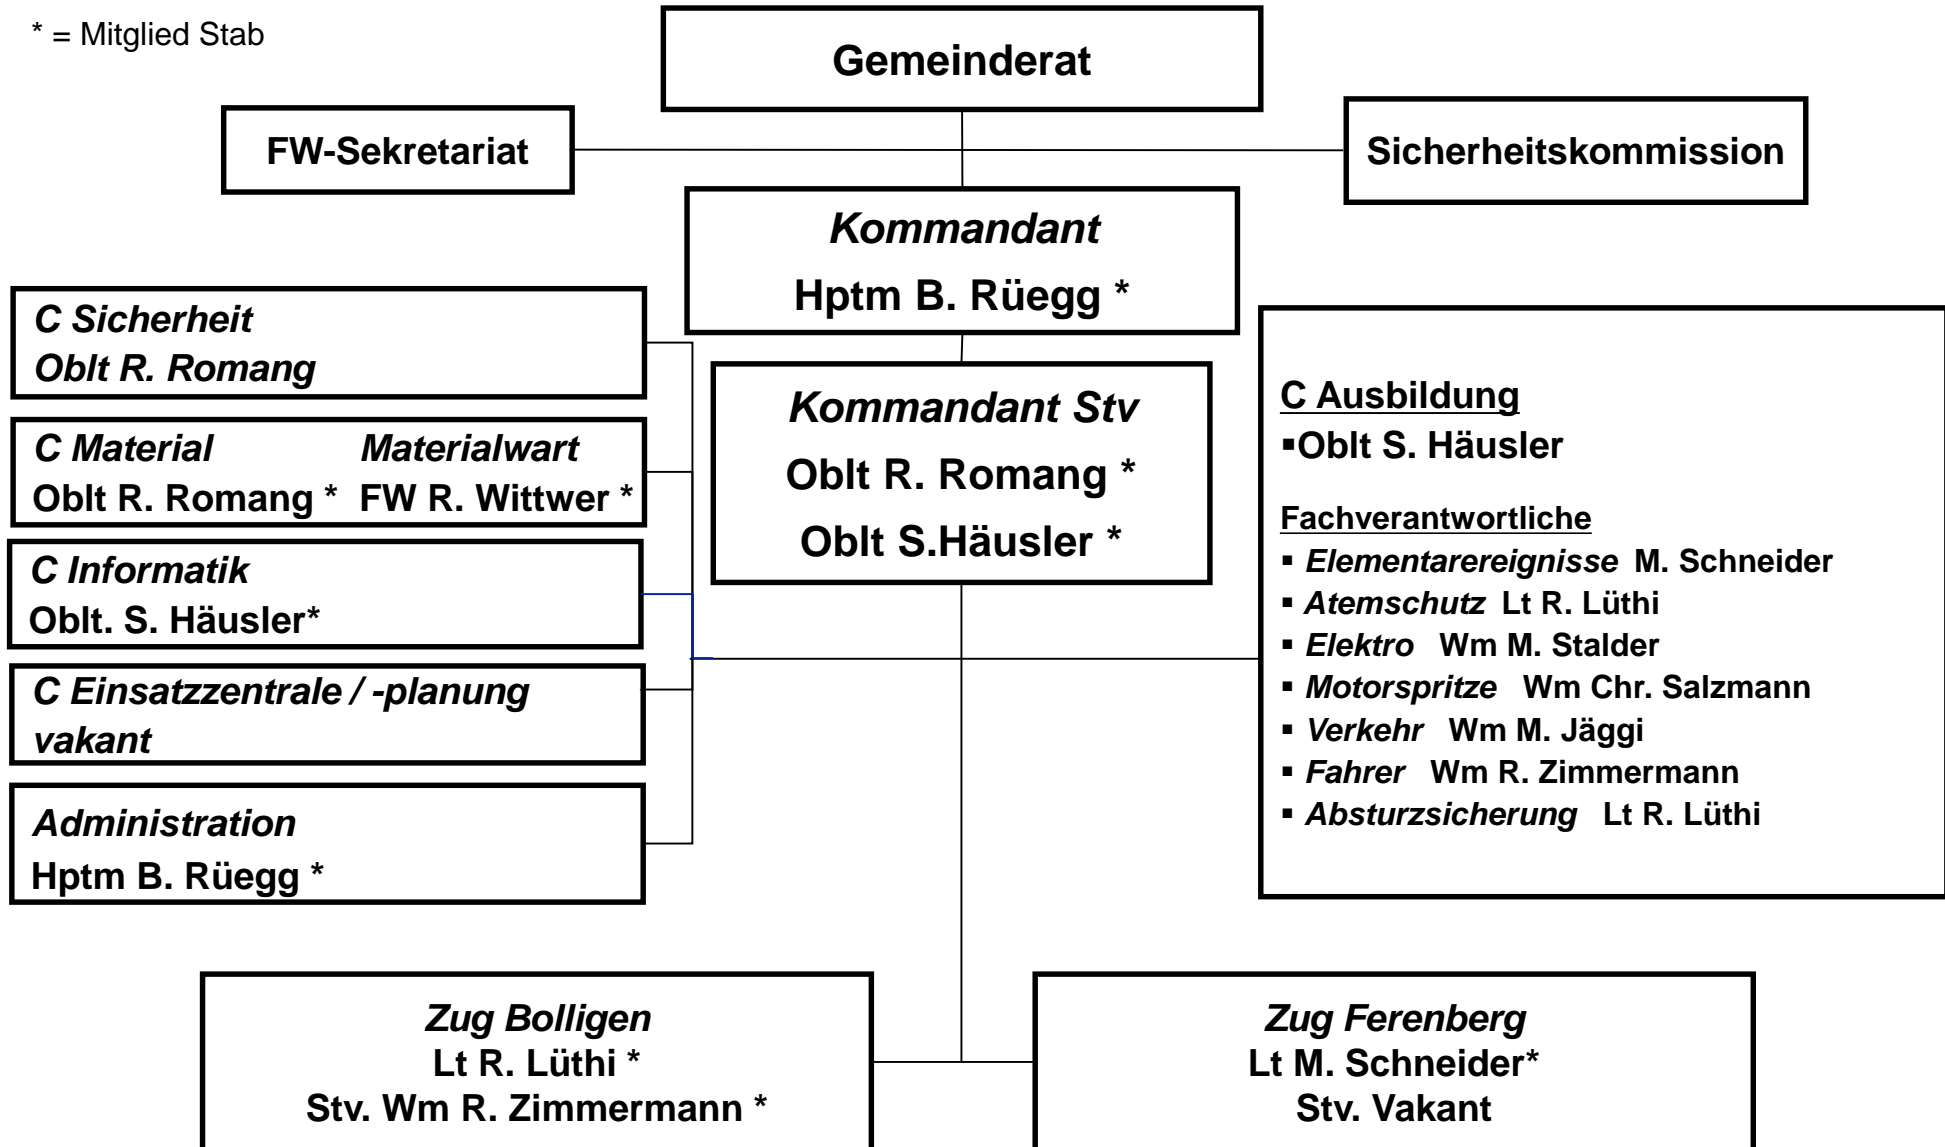 * = Mitglied Stab
Gemeinderat
FW-Sekretariat
Sicherheitskommission
Kommandant
Hptm B. Rüegg *
Kommandant Stv
Oblt R. Romang *
Oblt S.Häusler *
C Sicherheit
Oblt R. Romang
C Material Materialwart
Oblt R. Romang * FW R. Wittwer *
C Informatik
Oblt. S. Häusler*
C Einsatzzentrale / -planung
vakant
Administration
Hptm B. Rüegg *
C Ausbildung
▪Oblt S. Häusler
Fachverantwortliche
▪ Elementarereignisse M. Schneider
▪ Atemschutz Lt R. Lüthi
▪ Elektro Wm M. Stalder
▪ Motorspritze Wm Chr. Salzmann
▪ Verkehr Wm M. Jäggi
▪ Fahrer Wm R. Zimmermann
▪ Absturzsicherung Lt R. Lüthi
Zug Bolligen
Lt R. Lüthi *
Stv. Wm R. Zimmermann *
Zug Ferenberg
Lt M. Schneider*
Stv. Vakant